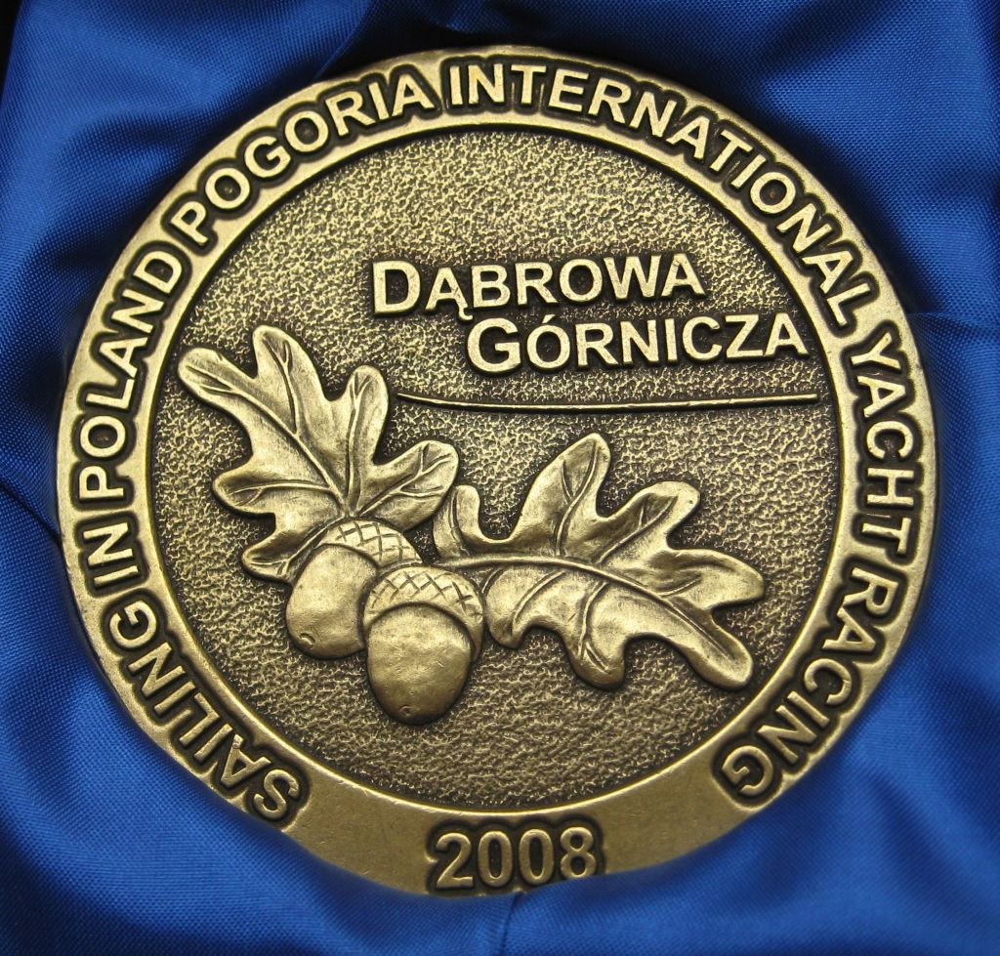 SAILING IN POLAND POGORIA INTERNATIONAL YACHT RACING
DĄBROWA
GÓRNICZA
2008